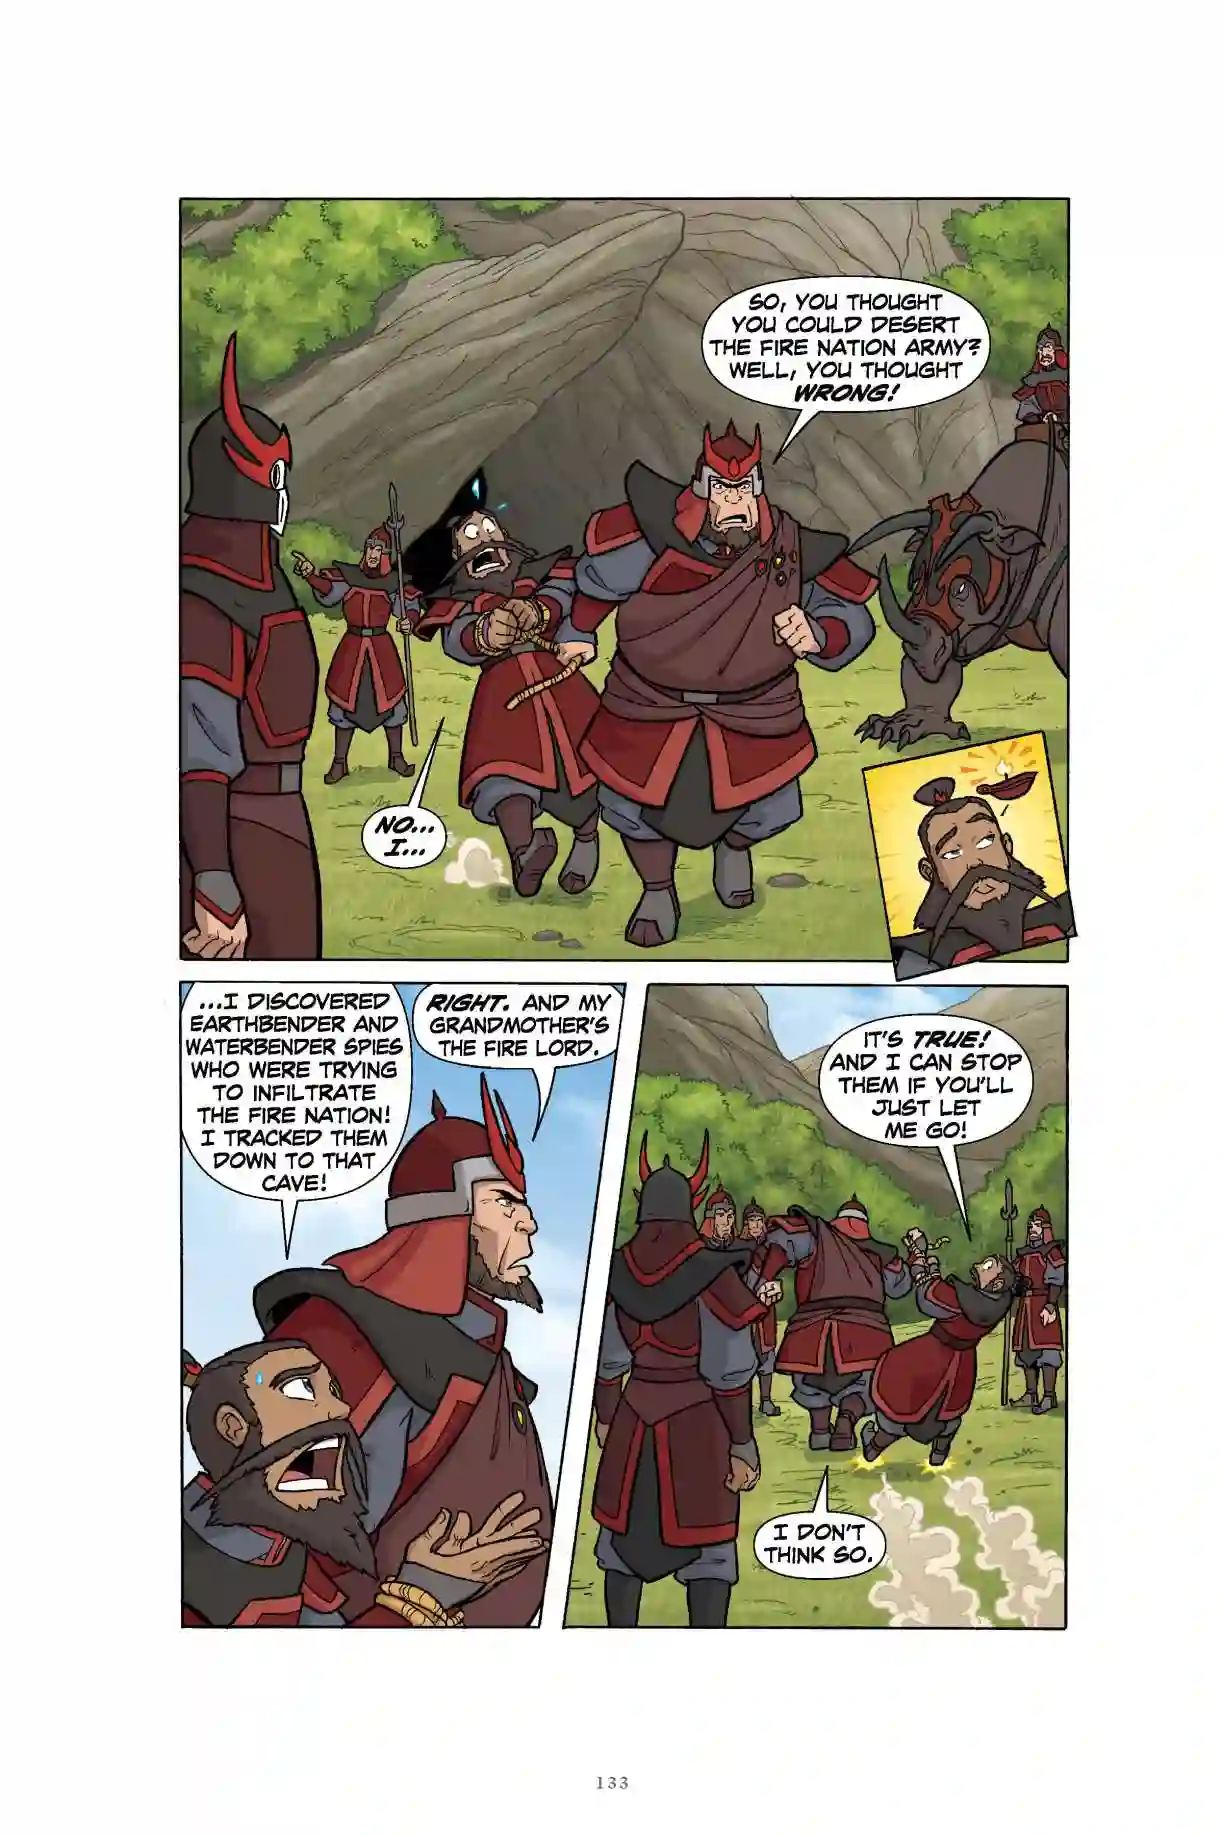 SO, YOU THOUGHT
YOU COULD DESERT
THE FIRE NATION ARMY?
WELL, YOU THOUGHT
WRONG!
NO...
I...
...I DISCOVERED
EARTHBENDER AND
WATERBENDER SPIES
WHO WERE TRYING
TO INFILTRATE
THE FIRE NATION!
I TRACKED THEM
DOWN TO THAT
CAVE!
RIGHT. AND MY
GRANDMOTHER'S
THE FIRE LORD.
IT'S TRUE!
AND I CAN STOP
THEM IF YOU'LL
JUST LET
ME GO!
I DON'T
THINK SO.
133